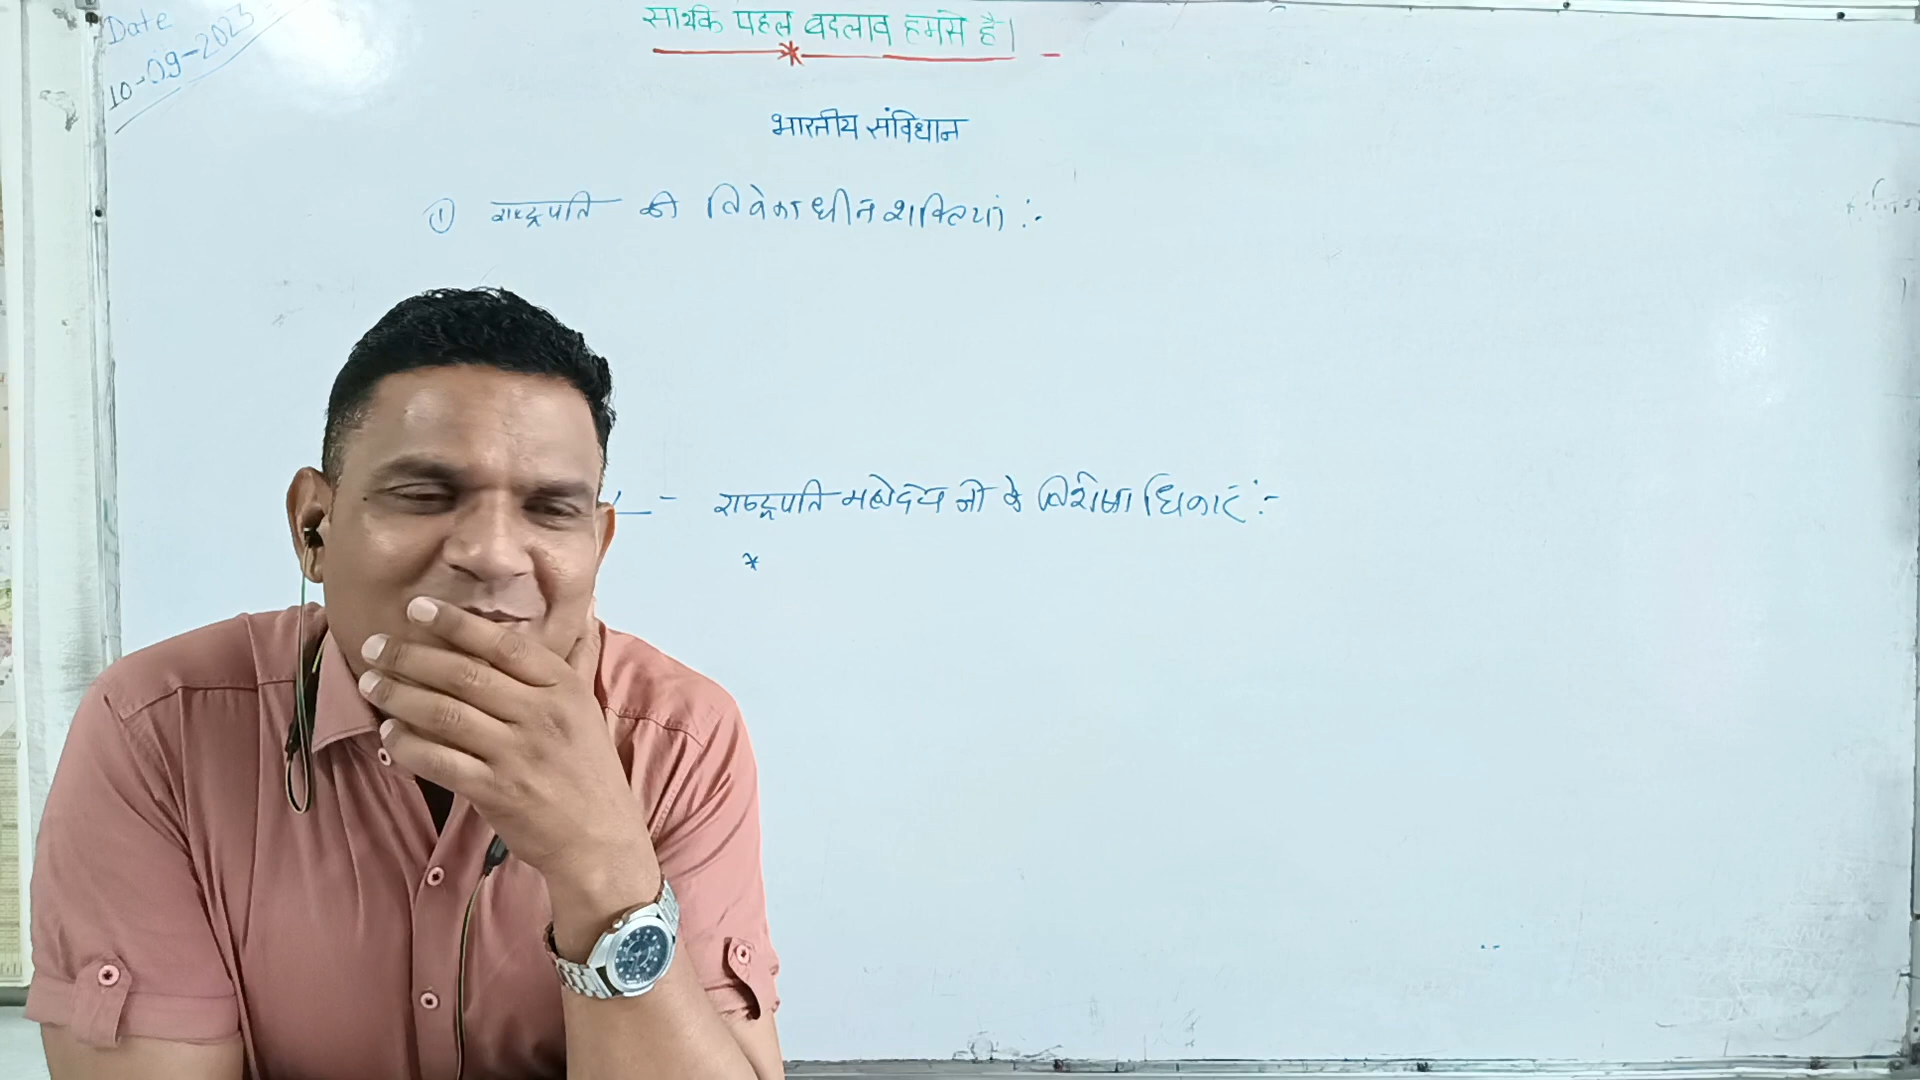 Date
10-09-2023
सार्थक पहल बदलाव हमसे है।
भारतीय संविधान
① राष्ट्रपति की विवेकाधीन शक्तियां :-
- राष्ट्रपति महोदय जी के विशेषाधिकार :-
*